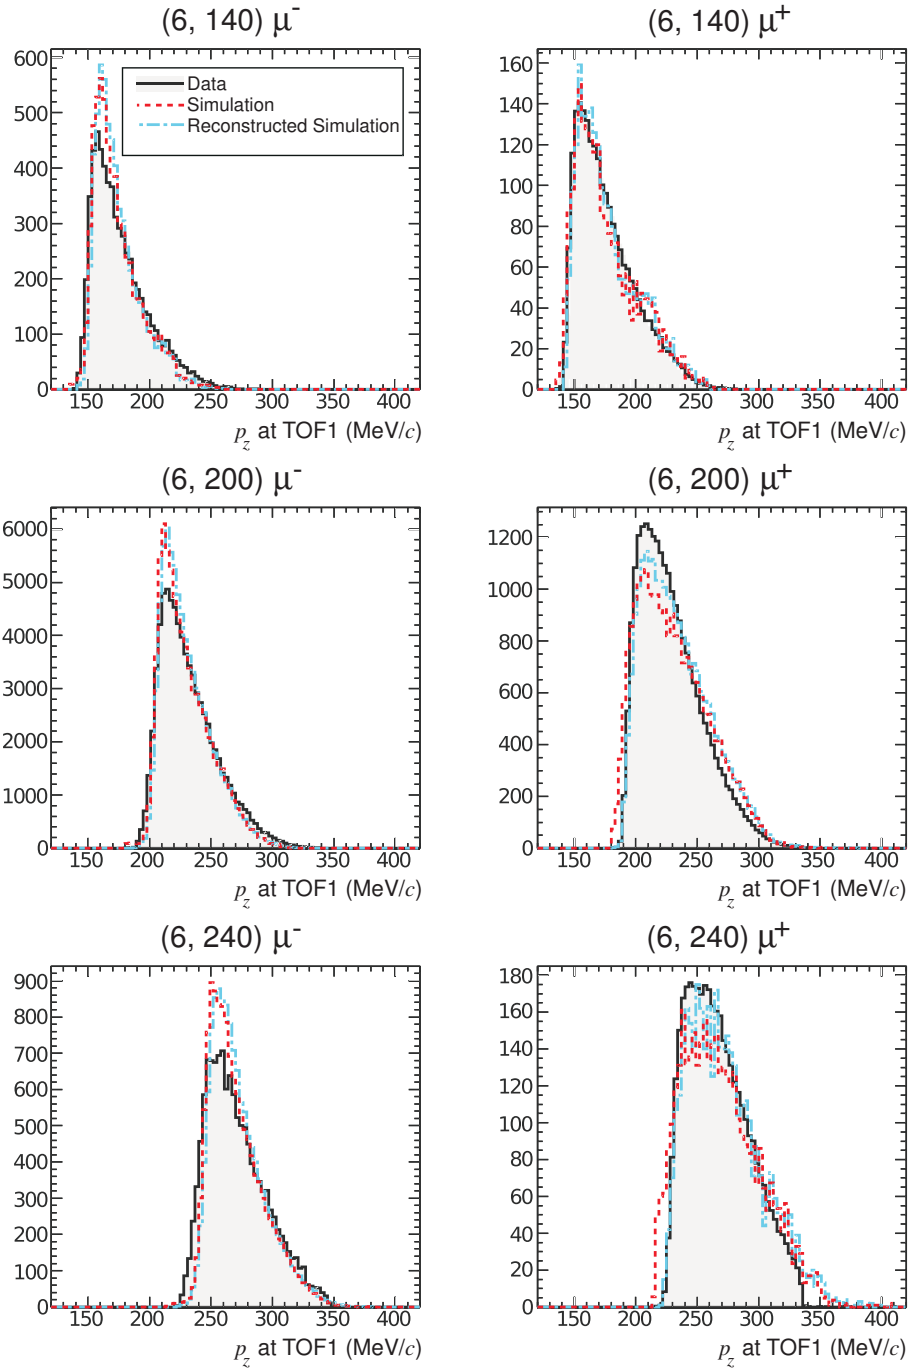 (6, 140) μ-
600
500
400
300
200
100
0
150 200 250 300 350 400
p_z at TOF1 (MeV/c)
Data
Simulation
Reconstructed Simulation
(6, 140) μ+
160
140
120
100
80
60
40
20
0
150 200 250 300 350 400
p_z at TOF1 (MeV/c)
(6, 200) μ-
6000
5000
4000
3000
2000
1000
0
150 200 250 300 350 400
p_z at TOF1 (MeV/c)
(6, 200) μ+
1200
1000
800
600
400
200
0
150 200 250 300 350 400
p_z at TOF1 (MeV/c)
(6, 240) μ-
900
800
700
600
500
400
300
200
100
0
150 200 250 300 350 400
p_z at TOF1 (MeV/c)
(6, 240) μ+
180
160
140
120
100
80
60
40
20
0
150 200 250 300 350 400
p_z at TOF1 (MeV/c)